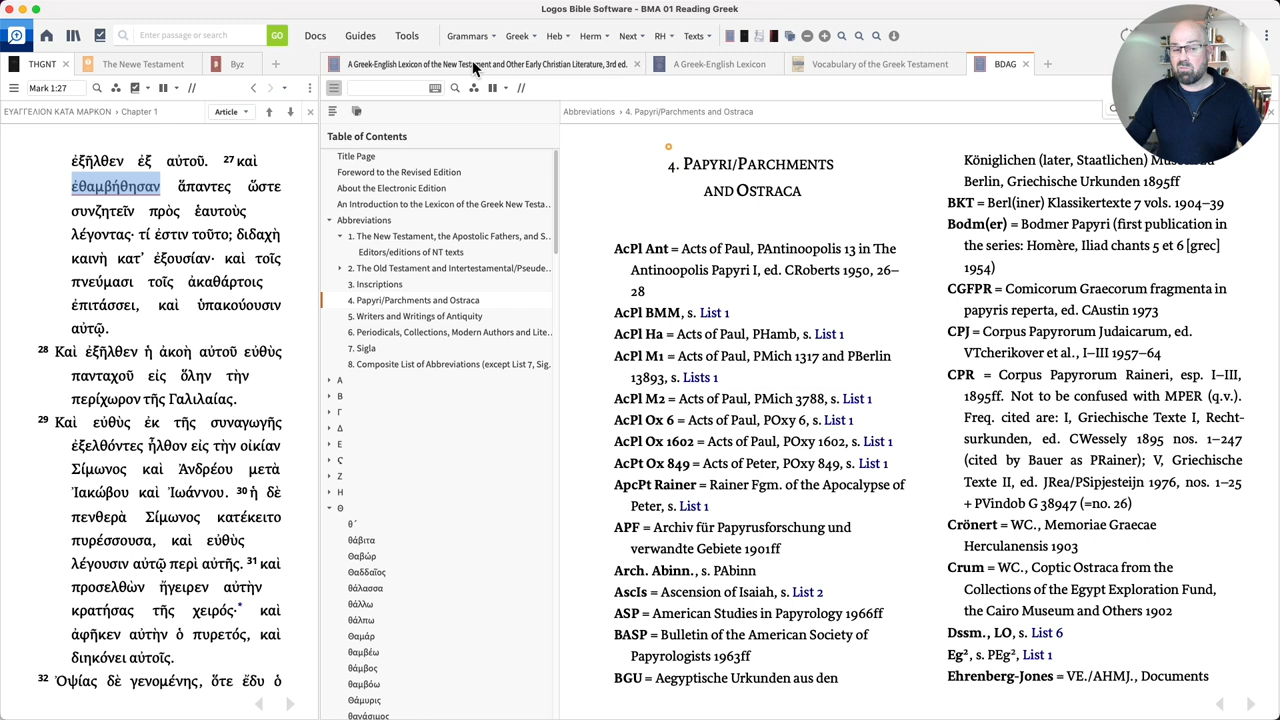 Logos Bible Software - BMA 01 Reading Greek
Enter passage or search
GO
Docs
Guides
Tools
Grammars
Greek
Heb
Herm
Next
RH
Texts
THGNT
The Newe Testament
Byz
A Greek-English Lexicon of the New Testament and Other Early Christian Literature, 3rd ed.
A Greek-English Lexicon
Vocabulary of the Greek Testament
BDAG
Mark 1:27
ΕΥΑΓΓΕΛΙΟΝ ΚΑΤΑ ΜΑΡΚΟΝ › Chapter 1
Article
ἐξῆλθεν ἐξ αὐτοῦ. 27 καὶ
ἐθαμβήθησαν ἅπαντες ὥστε
συνζητεῖν πρὸς ἑαυτοὺς
λέγοντας· τί ἐστιν τοῦτο; διδαχὴ
καινὴ κατ’ ἐξουσίαν· καὶ τοῖς
πνεύμασι τοῖς ἀκαθάρτοις
ἐπιτάσσει, καὶ ὑπακούουσιν
αὐτῷ.
28 Καὶ ἐξῆλθεν ἡ ἀκοὴ αὐτοῦ εὐθὺς
πανταχοῦ εἰς ὅλην τὴν
περίχωρον τῆς Γαλιλαίας.
29 Καὶ εὐθὺς ἐκ τῆς συναγωγῆς
ἐξελθόντες ἦλθον εἰς τὴν οἰκίαν
Σίμωνος καὶ Ἀνδρέου μετὰ
Ἰακώβου καὶ Ἰωάννου. 30 ἡ δὲ
πενθερὰ Σίμωνος κατέκειτο
πυρέσσουσα, καὶ εὐθὺς
λέγουσιν αὐτῷ περὶ αὐτῆς. 31 καὶ
προσελθὼν ἤγειρεν αὐτὴν
κρατήσας τῆς χειρός·* καὶ
ἀφῆκεν αὐτὴν ὁ πυρετός, καὶ
διηκόνει αὐτοῖς.
32 Ὀψίας δὲ γενομένης, ὅτε ἔδυ ὁ
Table of Contents
Title Page
Foreword to the Revised Edition
About the Electronic Edition
An Introduction to the Lexicon of the Greek New Testa...
Abbreviations
1. The New Testament, the Apostolic Fathers, and S...
Editors/editions of NT texts
2. The Old Testament and Intertestamental/Pseude...
3. Inscriptions
4. Papyri/Parchments and Ostraca
5. Writers and Writings of Antiquity
6. Periodicals, Collections, Modern Authors and Lite...
7. Sigla
8. Composite List of Abbreviations (except List 7, Sig...
Α
Β
Γ
Δ
Ε
Ϛ
Ζ
Η
Θ
θ´
θάβιτα
Θαβώρ
Θαδδαῖος
θάλασσα
θάλλω
θάλπω
Θαμάρ
θαμβέω
θάμβος
θαμβόω
Θάμυρις
θανάσιμος
Abbreviations › 4. Papyri/Parchments and Ostraca
4. Papyri/Parchments
and Ostraca
AcPl Ant = Acts of Paul, PAntinoopolis 13 in The
Antinoopolis Papyri I, ed. CRoberts 1950, 26–
28
AcPl BMM, s. List 1
AcPl Ha = Acts of Paul, PHamb, s. List 1
AcPl M1 = Acts of Paul, PMich 1317 and PBerlin
13893, s. Lists 1
AcPl M2 = Acts of Paul, PMich 3788, s. List 1
AcPl Ox 6 = Acts of Paul, POxy 6, s. List 1
AcPl Ox 1602 = Acts of Paul, POxy 1602, s. List 1
AcPt Ox 849 = Acts of Peter, POxy 849, s. List 1
ApcPt Rainer = Rainer Fgm. of the Apocalypse of
Peter, s. List 1
APF = Archiv für Papyrusforschung und
verwandte Gebiete 1901ff
Arch. Abinn., s. PAbinn
AscIs = Ascension of Isaiah, s. List 2
ASP = American Studies in Papyrology 1966ff
BASP = Bulletin of the American Society of
Papyrologists 1963ff
BGU = Aegyptische Urkunden aus den
Königlichen (later, Staatlichen)
Berlin, Griechische Urkunden 1895ff
BKT = Berl(iner) Klassikertexte 7 vols. 1904–39
Bodm(er) = Bodmer Papyri (first publication in
the series: Homère, Iliad chants 5 et 6 [grec]
1954)
CGFPR = Comicorum Graecorum fragmenta in
papyris reperta, ed. CAustin 1973
CPJ = Corpus Papyrorum Judaicarum, ed.
VTcherikover et al., I–III 1957–64
CPR = Corpus Papyrorum Raineri, esp. I–III,
1895ff. Not to be confused with MPER (q.v.).
Freq. cited are: I, Griechische Texte I, Recht-
surkunden, ed. CWessely 1895 nos. 1–247
(cited by Bauer as PRainer); V, Griechische
Texte II, ed. JRea/PSijpesteijn 1976, nos. 1–25
+ PVindob G 38947 (=no. 26)
Crönert = WC., Memoriae Graecae
Herculanensis 1903
Crum = WC., Coptic Ostraca from the
Collections of the Egypt Exploration Fund,
the Cairo Museum and Others 1902
Dssm., LO, s. List 6
Eg², s. PEg², List 1
Ehrenberg-Jones = VE./AHMJ., Documents